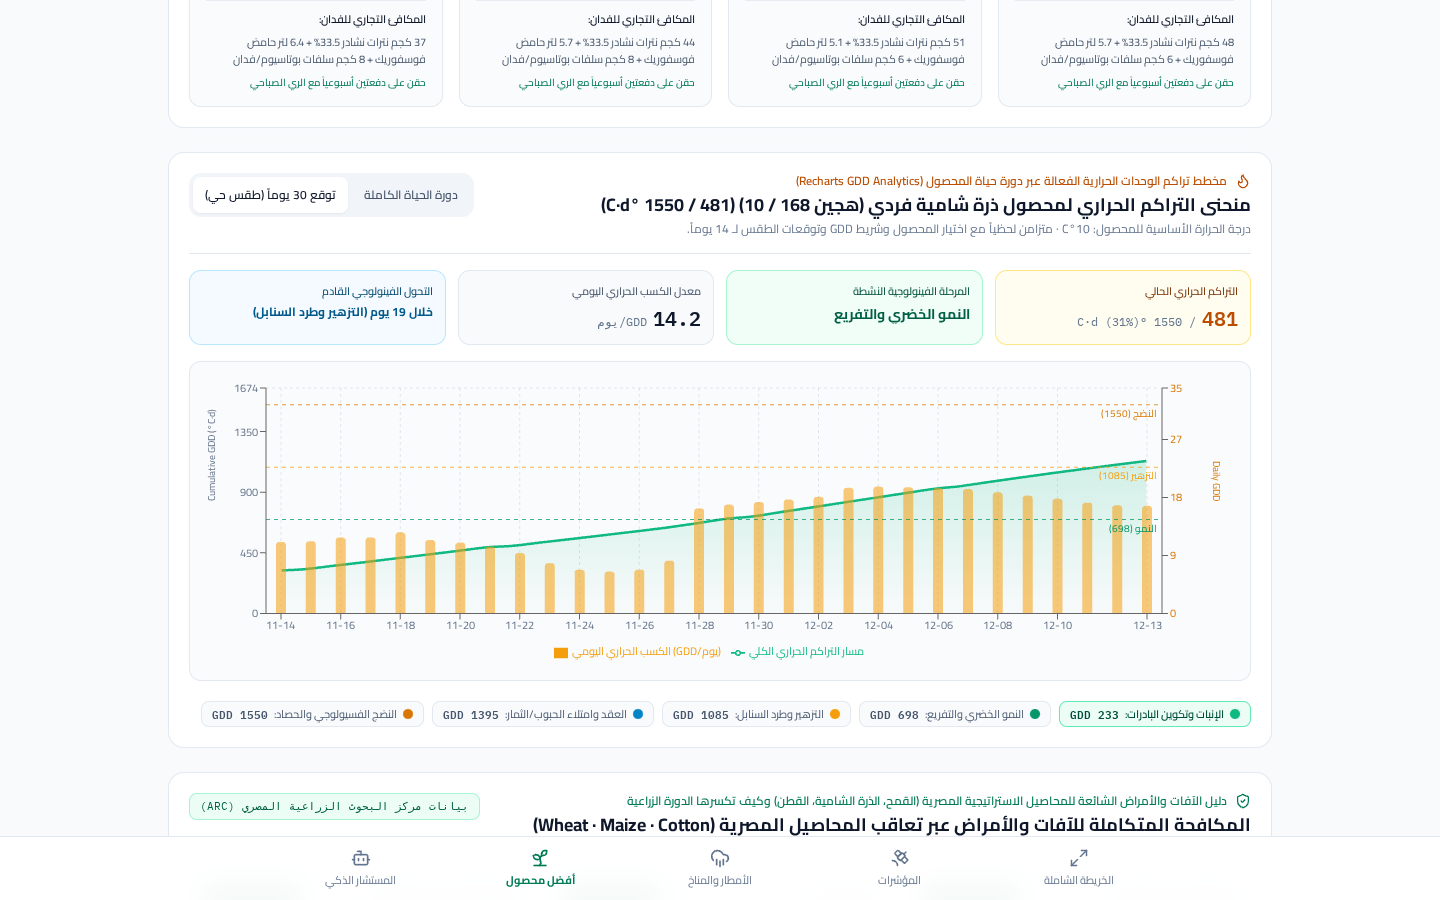 المكافئ التجاري للفدان:
48 كجم نترات نشادر 33.5% + 5.7 لتر حامض
فوسفوريك + 6 كجم سلفات بوتاسيوم/فدان
حقن على دفعتين أسبوعياً مع الري الصباحي
المكافئ التجاري للفدان:
51 كجم نترات نشادر 33.5% + 5.1 لتر حامض
فوسفوريك + 6 كجم سلفات بوتاسيوم/فدان
حقن على دفعتين أسبوعياً مع الري الصباحي
المكافئ التجاري للفدان:
44 كجم نترات نشادر 33.5% + 5.7 لتر حامض
فوسفوريك + 8 كجم سلفات بوتاسيوم/فدان
حقن على دفعتين أسبوعياً مع الري الصباحي
المكافئ التجاري للفدان:
37 كجم نترات نشادر 33.5% + 6.4 لتر حامض
فوسفوريك + 8 كجم سلفات بوتاسيوم/فدان
حقن على دفعتين أسبوعياً مع الري الصباحي
مخطط تراكم الوحدات الحرارية الفعالة عبر دورة حياة المحصول (Recharts GDD Analytics)
منحنى التراكم الحراري لمحصول ذرة شامية فردي (هجين 168 / 10) (481 / 1550 °C·d)
درجة الحرارة الأساسية للمحصول: 10°C · متزامن لحظياً مع اختيار المحصول وشريط GDD وتوقعات الطقس لـ 14 يوماً.
دورة الحياة الكاملة
توقع 30 يوماً (طقس حي)
التراكم الحراري الحالي
481 / 1550 °C·d (31%)
المرحلة الفينولوجية النشطة
النمو الخضري والتفريع
معدل الكسب الحراري اليومي
14.2 GDD/يوم
التحول الفينولوجي القادم
خلال 19 يوم (التزهير وطرد السنابل)
Cumulative GDD (°C·d)
1674
1350
900
450
0
35
27
18
9
0
Daily GDD
النضج (1550)
التزهير (1085)
النمو (698)
11-14 11-16 11-18 11-20 11-22 11-24 11-26 11-28 11-30 12-02 12-04 12-06 12-08 12-10 12-13
مسار التراكم الحراري الكلي
الكسب الحراري اليومي (GDD/يوم)
الإنبات وتكوين البادرات: 233 GDD
النمو الخضري والتفريع: 698 GDD
التزهير وطرد السنابل: 1085 GDD
العقد وامتلاء الحبوب/الثمار: 1395 GDD
النضج الفسيولوجي والحصاد: 1550 GDD
دليل الآفات والأمراض الشائعة للمحاصيل الاستراتيجية المصرية (القمح، الذرة الشامية، القطن) وكيف تكسرها الدورة الزراعية
المكافحة المتكاملة للآفات والأمراض عبر تعاقب المحاصيل المصرية (Wheat · Maize · Cotton)
بيانات مركز البحوث الزراعية المصري (ARC)
الخريطة الشاملة
المؤشرات
الأمطار والمناخ
أفضل محصول
المستشار الذكي